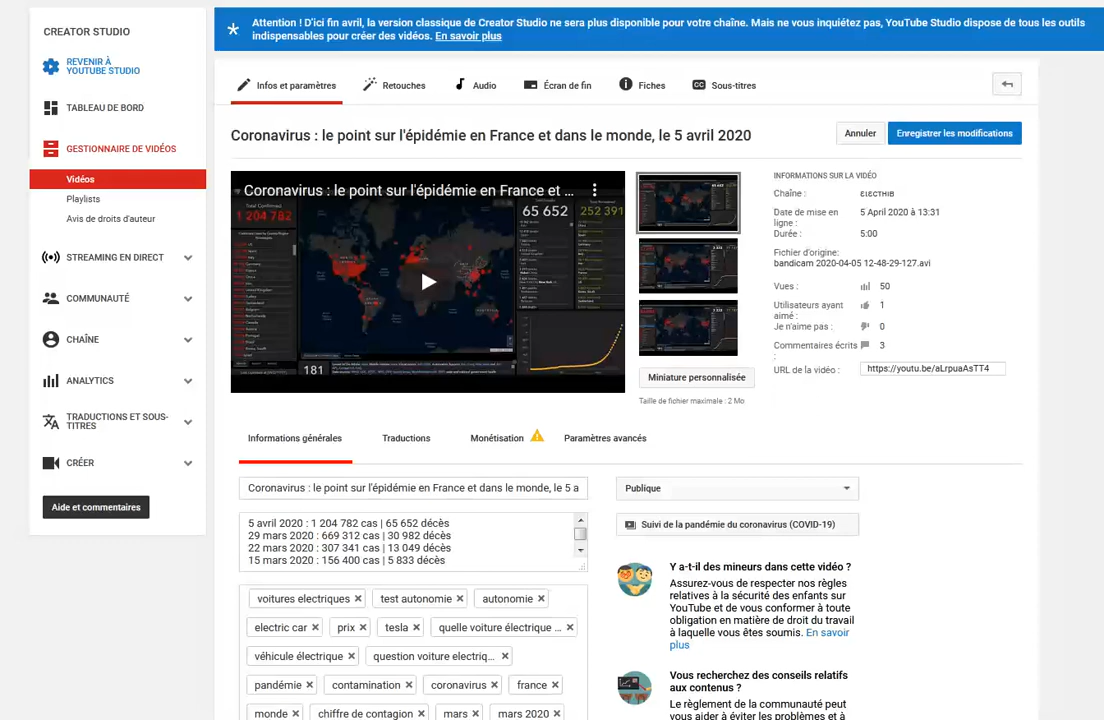 CREATOR STUDIO
REVENIR À
YOUTUBE STUDIO
TABLEAU DE BORD
GESTIONNAIRE DE VIDÉOS
Vidéos
Playlists
Avis de droits d'auteur
STREAMING EN DIRECT
COMMUNAUTÉ
CHAÎNE
ANALYTICS
TRADUCTIONS ET SOUS-
TITRES
CRÉER
Aide et commentaires
Attention ! D'ici fin avril, la version classique de Creator Studio ne sera plus disponible pour votre chaîne. Mais ne vous inquiétez pas, YouTube Studio dispose de tous les outils
indispensables pour créer des vidéos. En savoir plus
Infos et paramètres Retouches Audio Écran de fin Fiches CC Sous-titres
Coronavirus : le point sur l'épidémie en France et dans le monde, le 5 avril 2020
Annuler Enregistrer les modifications
Coronavirus : le point sur l'épidémie en France et ...
Total Confirmed
1 204 782
65 652
252 391
181
Miniature personnalisée
Taille de fichier maximale : 2 Mo
INFORMATIONS SUR LA VIDÉO
Chaîne :
Date de mise en
ligne :
5 April 2020 à 13:31
Durée : 5:00
Fichier d'origine:
bandicam 2020-04-05 12-48-29-127.avi
Vues : 50
Utilisateurs ayant
aimé :
1
Je n'aime pas : 0
Commentaires écrits
:
3
URL de la vidéo : https://youtu.be/aLrpuaAsTT4
Informations générales Traductions Monétisation Paramètres avancés
Coronavirus : le point sur l'épidémie en France et dans le monde, le 5 a
5 avril 2020 : 1 204 782 cas | 65 652 décès
29 mars 2020 : 669 312 cas | 30 982 décès
22 mars 2020 : 307 341 cas | 13 049 décès
15 mars 2020 : 156 400 cas | 5 833 décès
voitures electriques × test autonomie × autonomie ×
electric car × prix × tesla × quelle voiture électrique ... ×
véhicule électrique × question voiture electriq... ×
pandémie × contamination × coronavirus × france ×
monde × chiffre de contagion × mars × mars 2020 ×
Publique
Suivi de la pandémie du coronavirus (COVID-19)
Y a-t-il des mineurs dans cette vidéo ?
Assurez-vous de respecter nos règles
relatives à la sécurité des enfants sur
YouTube et de vous conformer à toute
obligation en matière de droit du travail
à laquelle vous êtes soumis. En savoir
plus
Vous recherchez des conseils relatifs
aux contenus ?
Le règlement de la communauté peut
vous aider à éviter les problèmes et à